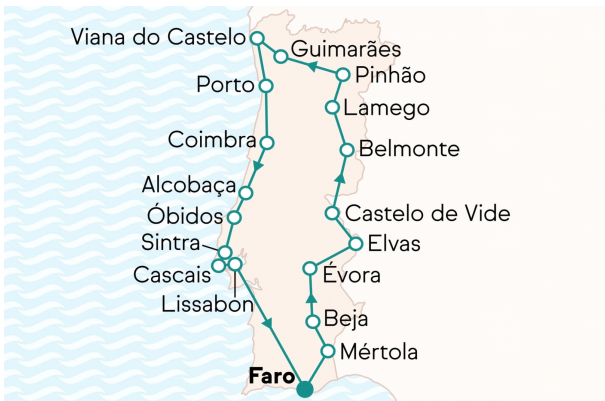 Viana do Castelo
Guimarães
Pinhão
Porto
Lamego
Coimbra
Belmonte
Alcobaça
Óbidos
Castelo de Vide
Sintra
Elvas
Cascais
Évora
Lissabon
Beja
Mértola
Faro